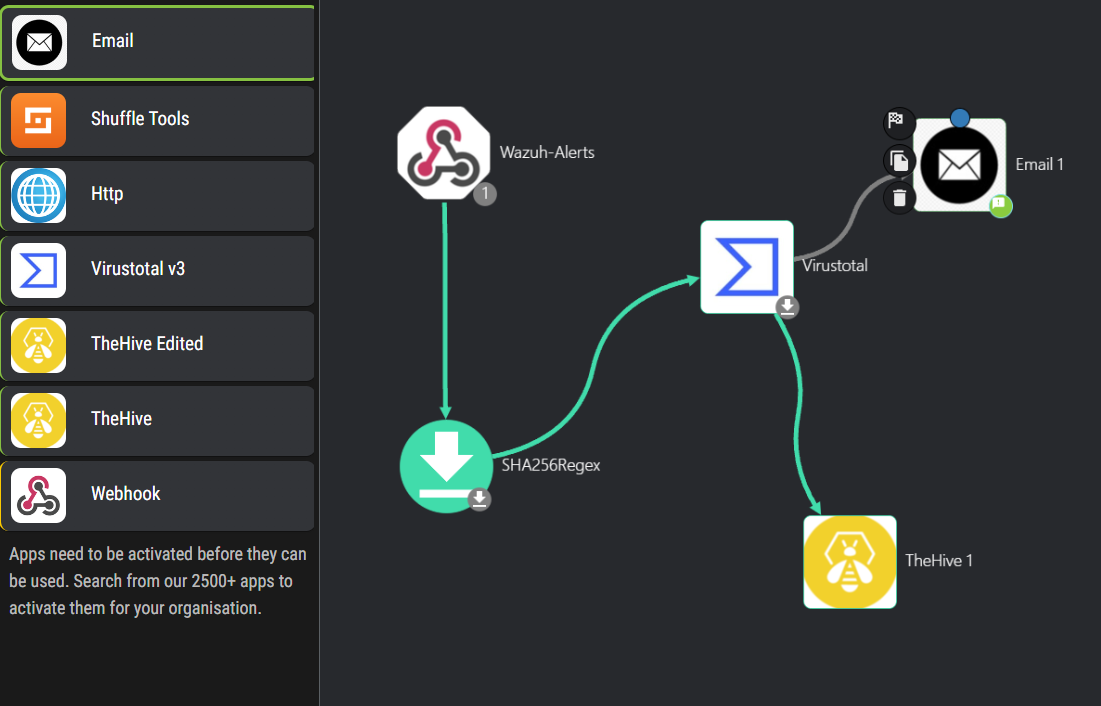 Email
Shuffle Tools
Http
Virustotal v3
TheHive Edited
TheHive
Webhook
Apps need to be activated before they can
be used. Search from our 2500+ apps to
activate them for your organisation.
Wazuh-Alerts
1
Email 1
Virustotal
SHA256Regex
TheHive 1